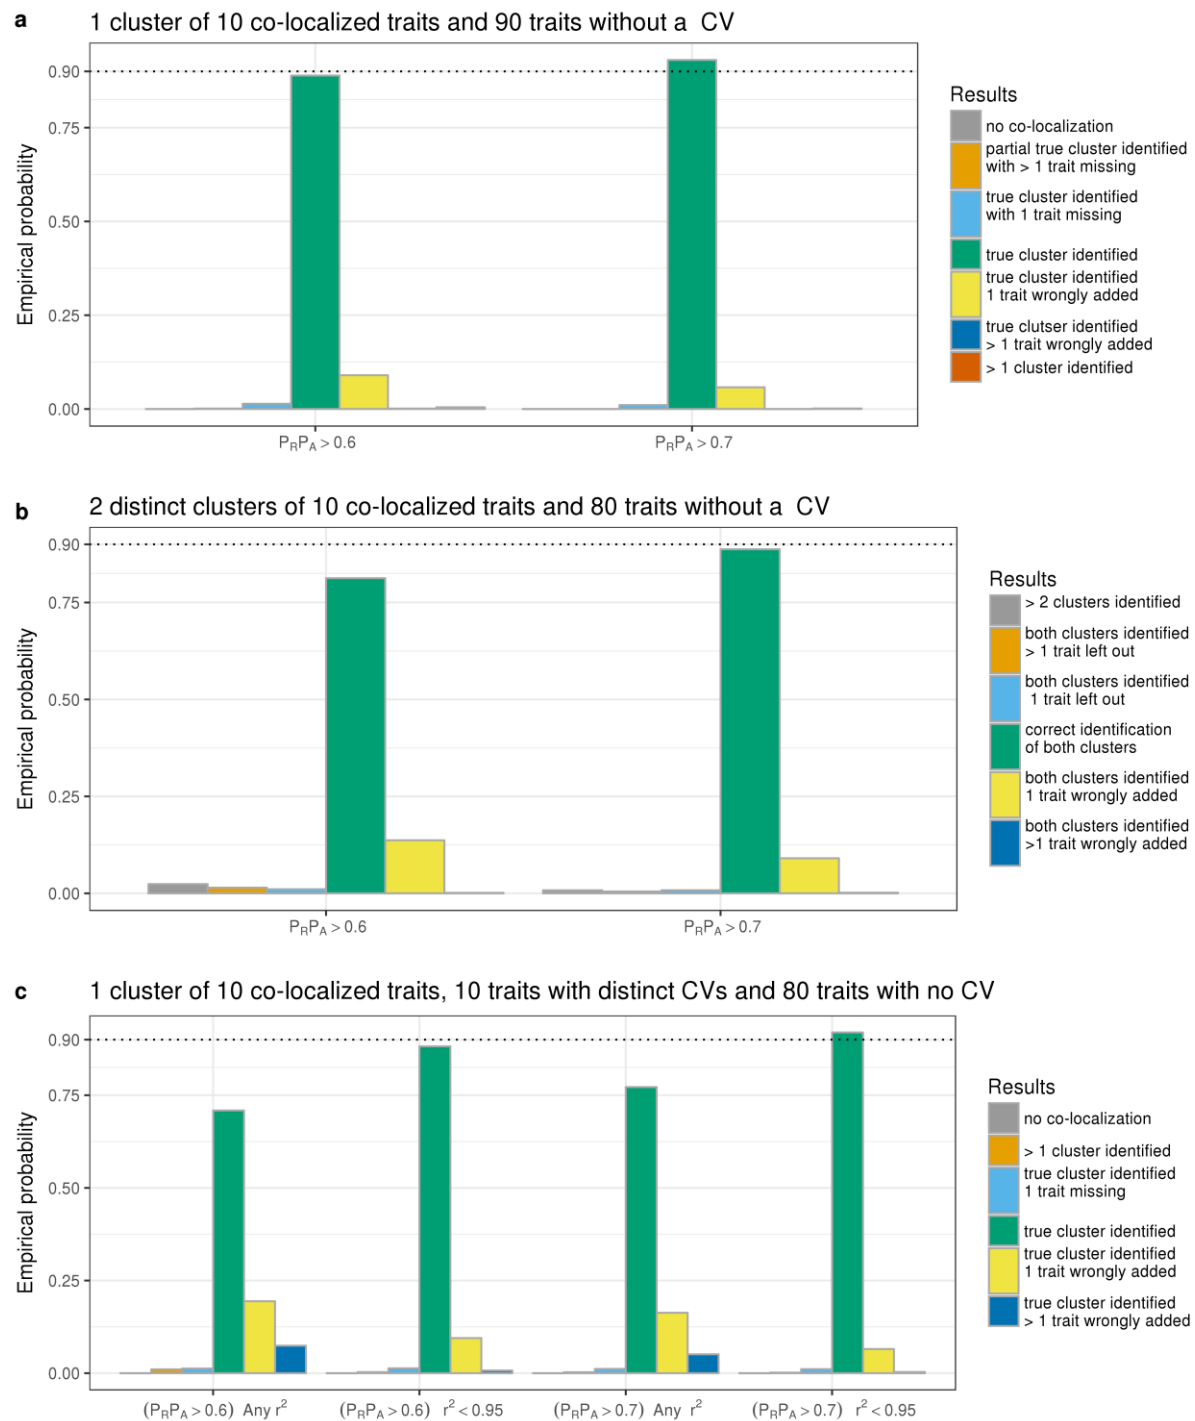 a
1 cluster of 10 co-localized traits and 90 traits without a CV
Empirical probability
0.90
0.75
0.50
0.25
0.00
PRPA > 0.6
PRPA > 0.7
Results
no co-localization
partial true cluster identified
with > 1 trait missing
true cluster identified
with 1 trait missing
true cluster identified
true cluster identified
1 trait wrongly added
true clutser identified
> 1 trait wrongly added
> 1 cluster identified
b
2 distinct clusters of 10 co-localized traits and 80 traits without a CV
Empirical probability
0.90
0.75
0.50
0.25
0.00
PRPA > 0.6
PRPA > 0.7
Results
> 2 clusters identified
both clusters identified
> 1 trait left out
both clusters identified
1 trait left out
correct identification
of both clusters
both clusters identified
1 trait wrongly added
both clusters identified
>1 trait wrongly added
c
1 cluster of 10 co-localized traits, 10 traits with distinct CVs and 80 traits with no CV
Empirical probability
0.90
0.75
0.50
0.25
0.00
(PRPA > 0.6) Any r²
(PRPA > 0.6) r² < 0.95
(PRPA > 0.7) Any r²
(PRPA > 0.7) r² < 0.95
Results
no co-localization
> 1 cluster identified
true cluster identified
1 trait missing
true cluster identified
true cluster identified
1 trait wrongly added
true cluster identified
> 1 trait wrongly added